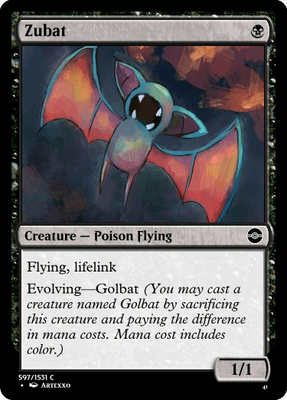 Zubat
Creature — Poison Flying
Flying, lifelink
Evolving—Golbat (You may cast a
creature named Golbat by sacrificing
this creature and paying the difference
in mana costs. Mana cost includes
color.)
1/1
597/1531 C
• Artexxo